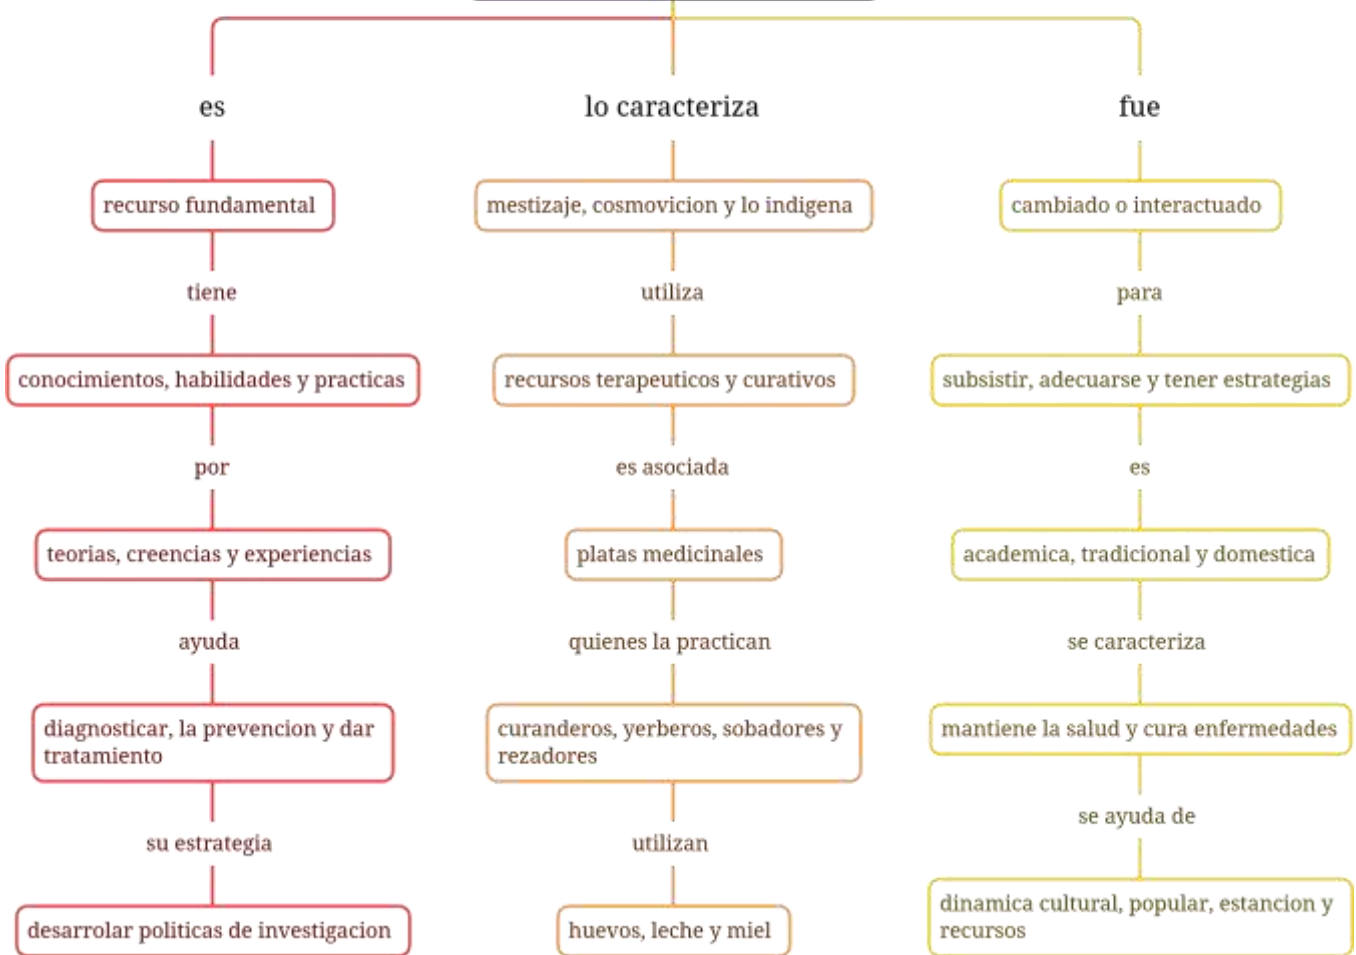 es
recurso fundamental
tiene
conocimientos, habilidades y practicas
por
teorias, creencias y experiencias
ayuda
diagnosticar, la prevencion y dar
tratamiento
su estrategia
desarrolar politicas de investigacion
lo caracteriza
mestizaje, cosmovicion y lo indigena
utiliza
recursos terapeuticos y curativos
es asociada
platas medicinales
quienes la practican
curanderos, yerberos, sobadores y
rezadores
utilizan
huevos, leche y miel
fue
cambiado o interactuado
para
subsistir, adecuarse y tener estrategias
es
academica, tradicional y domestica
se caracteriza
mantiene la salud y cura enfermedades
se ayuda de
dinamica cultural, popular, estancion y
recursos